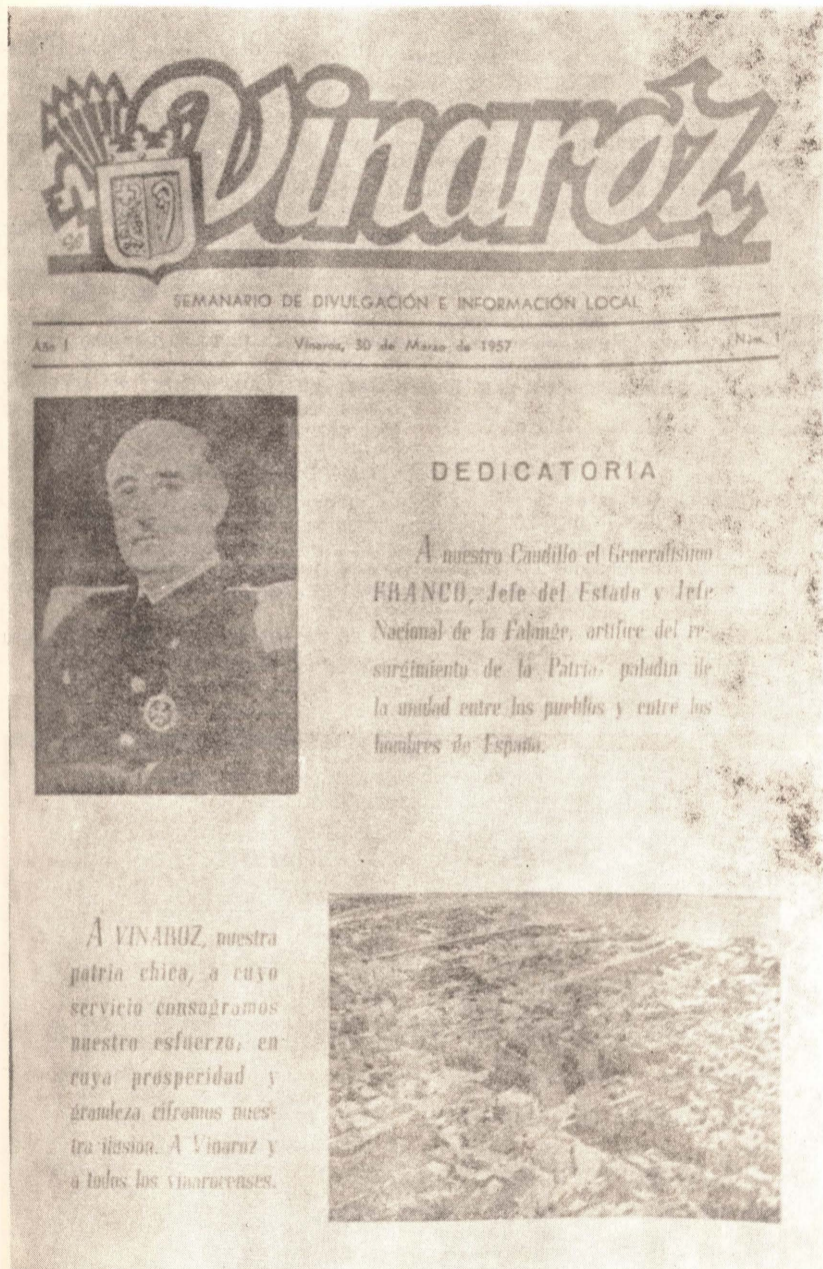 Vinaroz
SEMANARIO DE DIVULGACIÓN E INFORMACIÓN LOCAL
Año I Vinaroz, 30 de Marzo de 1957 Núm. 1
DEDICATORIA
A nuestro Caudillo el Generalísimo
FRANCO, Jefe del Estado y Jefe
Nacional de la Falange, artífice del re-
surgimiento de la Patria, paladín de
la unidad entre los pueblos y entre los
hombres de España.
A VINAROZ, nuestra
patria chica, a cuyo
servicio consagramos
nuestro esfuerzo, en
cuya prosperidad y
grandeza ciframos nues-
tra ilusión. A Vinaroz y
a todos los vinarocenses.